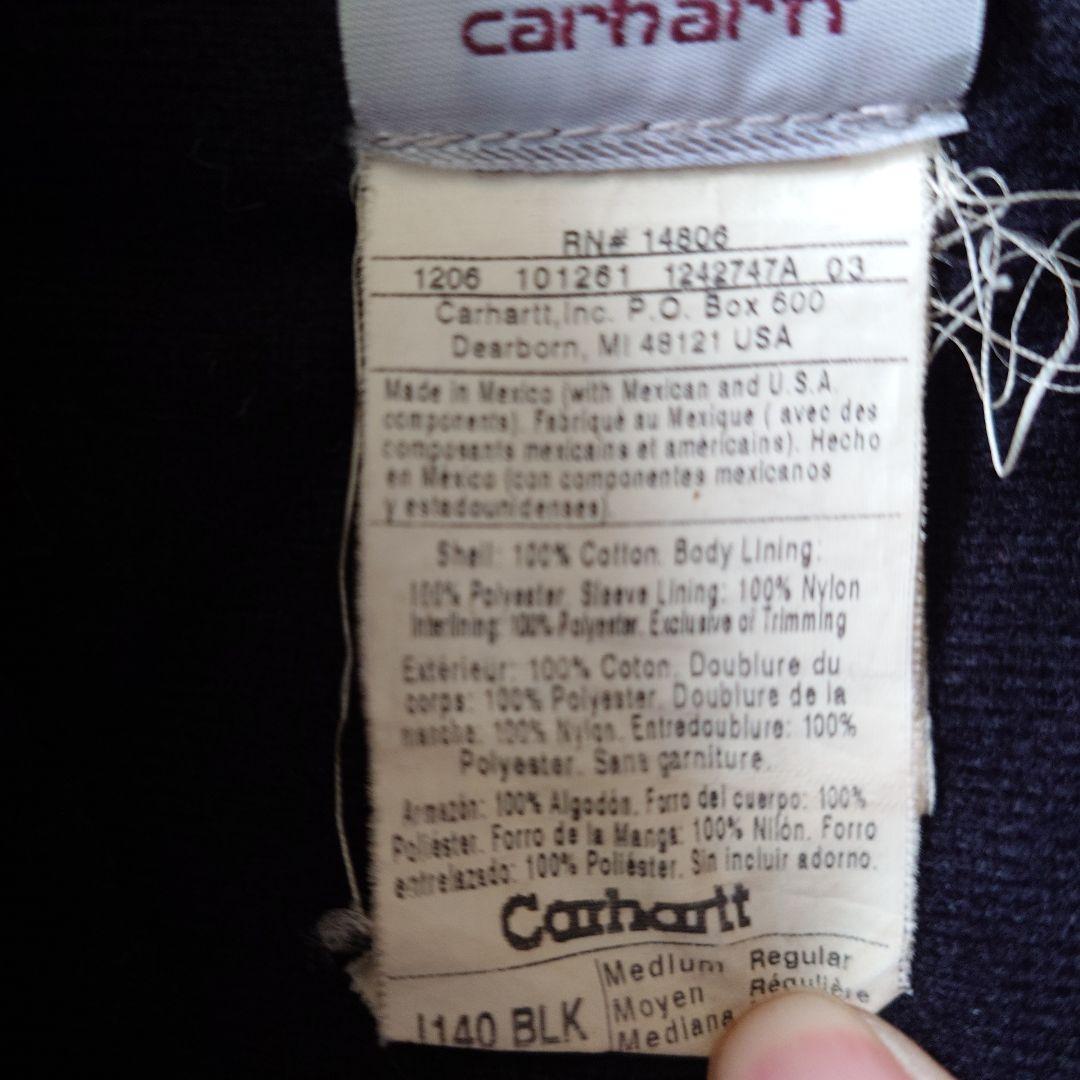 carhartt
RN# 14806
1206 101261 1242747A 03
Carhartt,Inc. P.O. Box 600
Dearborn, MI 48121 USA
Made in Mexico (with Mexican and U.S.A.
components). Fabriqué au Mexique ( avec des
composants mexicains et américains). Hecho
en México (con componentes mexicanos
y estadounidenses)
Shell: 100% Cotton. Body Lining:
100% Polyester. Sleeve Lining: 100% Nylon
Interlining: 100% Polyester. Exclusive of Trimming
Extérieur: 100% Coton. Doublure du
corps: 100% Polyester. Doublure de la
manche: 100% Nylon. Entredoublure: 100%
Polyester. Sans garniture.
Armazón: 100% Algodón. Forro del cuerpo: 100%
Poliéster. Forro de la Manga: 100% Nilón. Forro
entrelazado: 100% Poliéster. Sin incluir adorno.
Carhartt
J140 BLK
Medium Regular
Moyen Régulière
Mediana